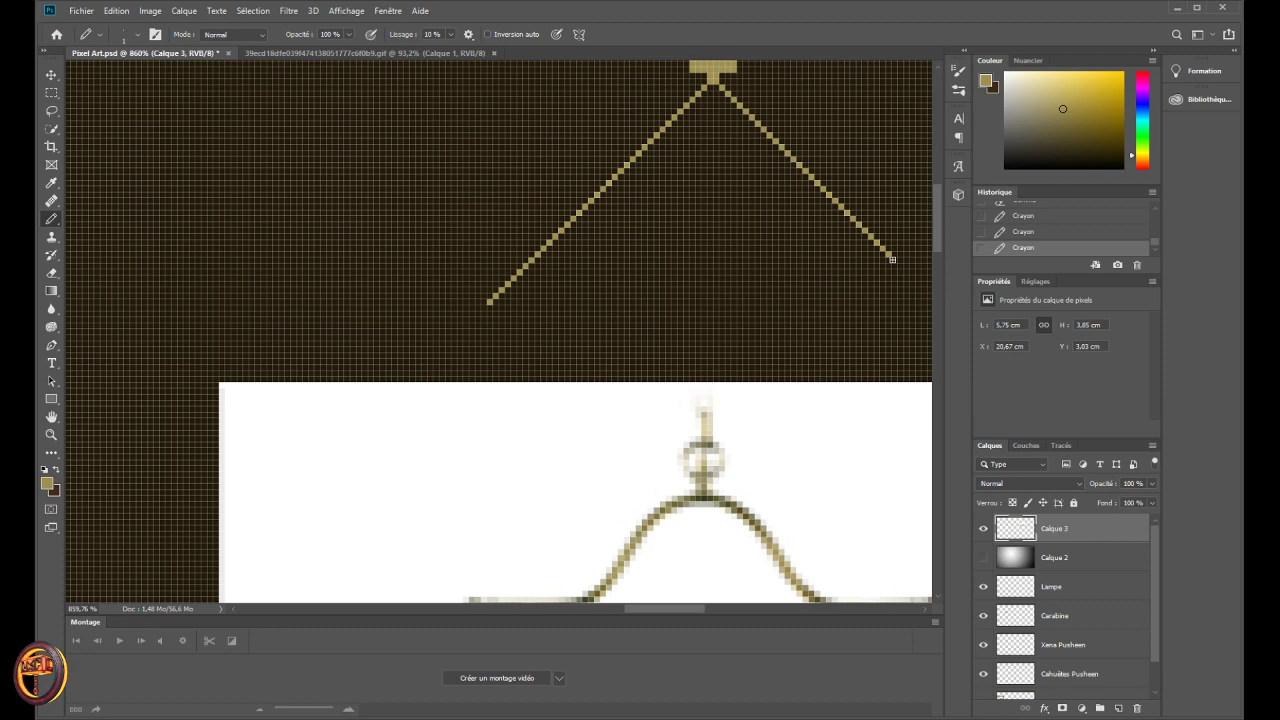 Ps Fichier Edition Image Calque Texte Sélection Filtre 3D Affichage Fenêtre Aide
1 Mode : Normal Opacité : 100 % Lissage : 10 % Inversion auto
Pixel Art.psd @ 860% (Calque 3, RVB/8) * × 39ecd18dfe039f474138051777c6f0b9.gif @ 93,2% (Calque 1, RVB/8) ×
Couleur Nuancier
Formation
Bibliothèqu...
Historique
Crayon
Crayon
Crayon
Propriétés Réglages
Propriétés du calque de pixels
L : 5,75 cm H : 3,85 cm
X : 20,67 cm Y : 3,03 cm
Calques Couches Tracés
Type
Normal Opacité : 100 %
Verrou : Fond : 100 %
Calque 3
Calque 2
Lampe
Carabine
Xena Pusheen
Cahuètes Pusheen
859,76 % Doc : 1,48 Mo/56,6 Mo
Montage
Créer un montage vidéo